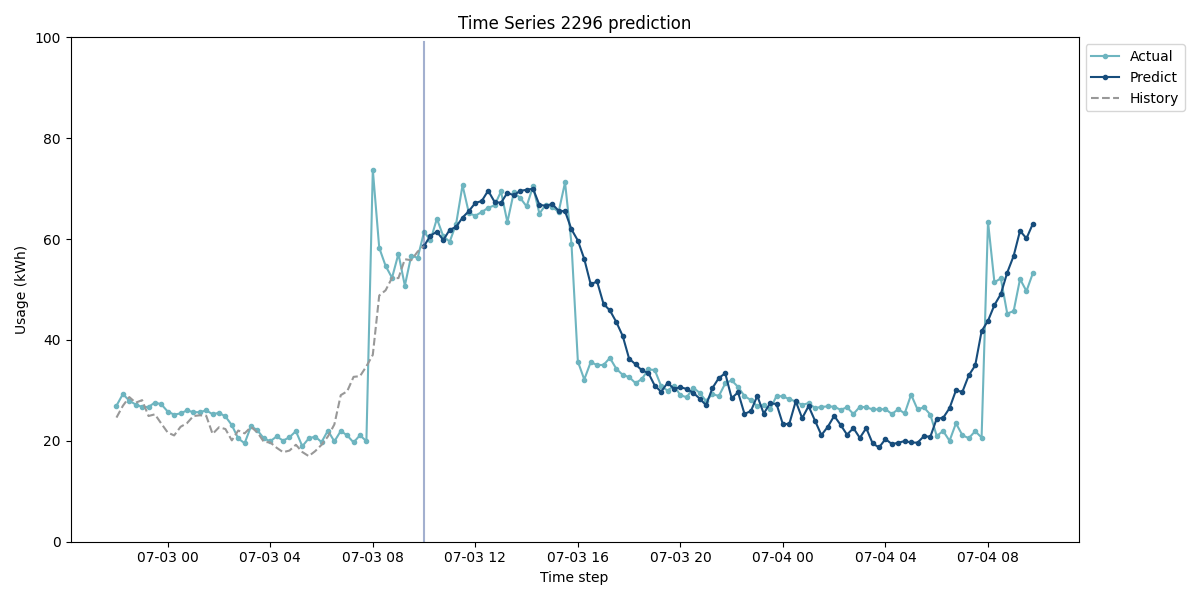 Time Series 2296 prediction
Usage (kWh)
100
80
60
40
20
0
07-03 00
07-03 04
07-03 08
07-03 12
07-03 16
07-03 20
07-04 00
07-04 04
07-04 08
Time step
Actual
Predict
History